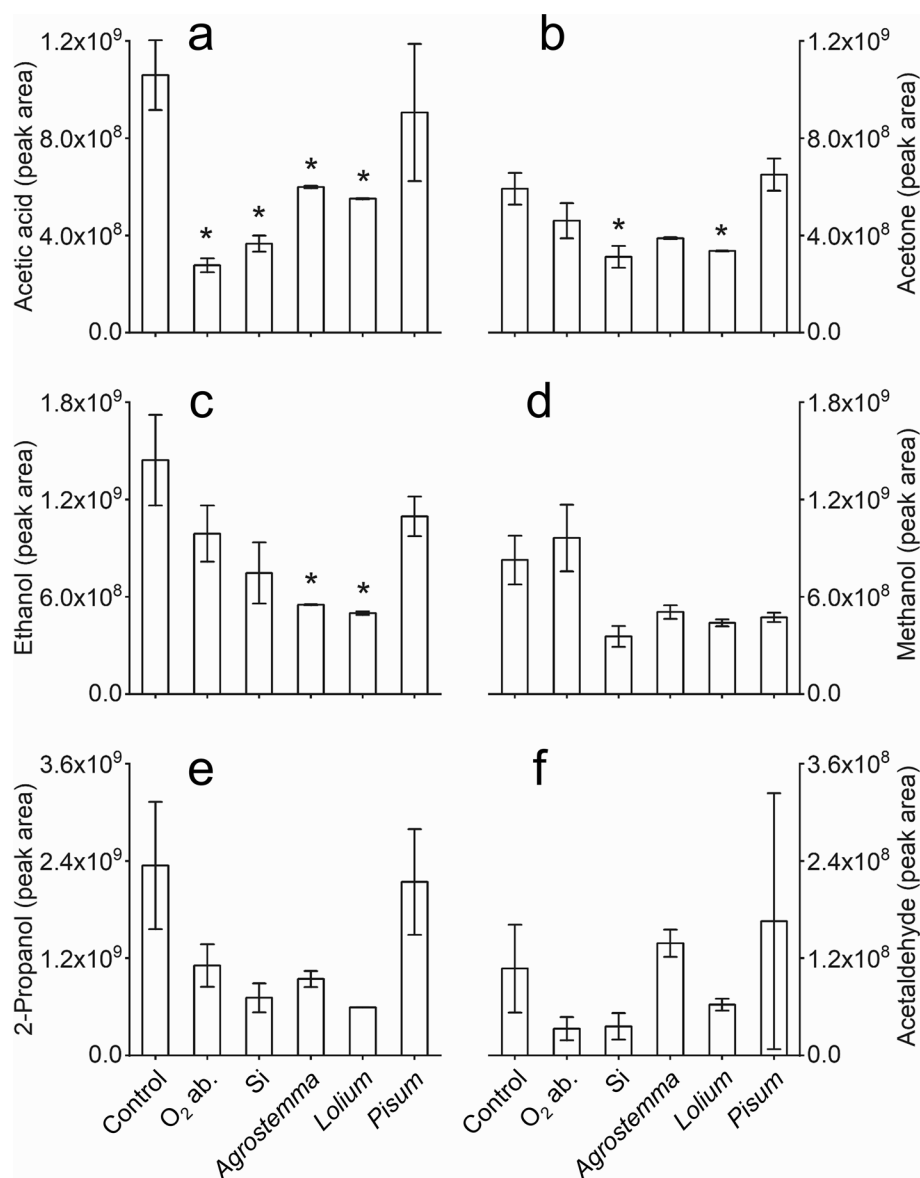 a
b
Acetic acid (peak area)
1.2x10⁹
8.0x10⁸
4.0x10⁸
0.0
* * * *
* *
1.2x10⁹
8.0x10⁸
4.0x10⁸
0.0
Acetone (peak area)
c
d
Ethanol (peak area)
1.8x10⁹
1.2x10⁹
6.0x10⁸
0.0
* *
1.8x10⁹
1.2x10⁹
6.0x10⁸
0.0
Methanol (peak area)
e
f
2-Propanol (peak area)
3.6x10⁹
2.4x10⁹
1.2x10⁹
0.0
3.6x10⁸
2.4x10⁸
1.2x10⁸
0.0
Acetaldehyde (peak area)
Control
O₂ ab.
Si
Agrostemma
Lolium
Pisum
Control
O₂ ab.
Si
Agrostemma
Lolium
Pisum